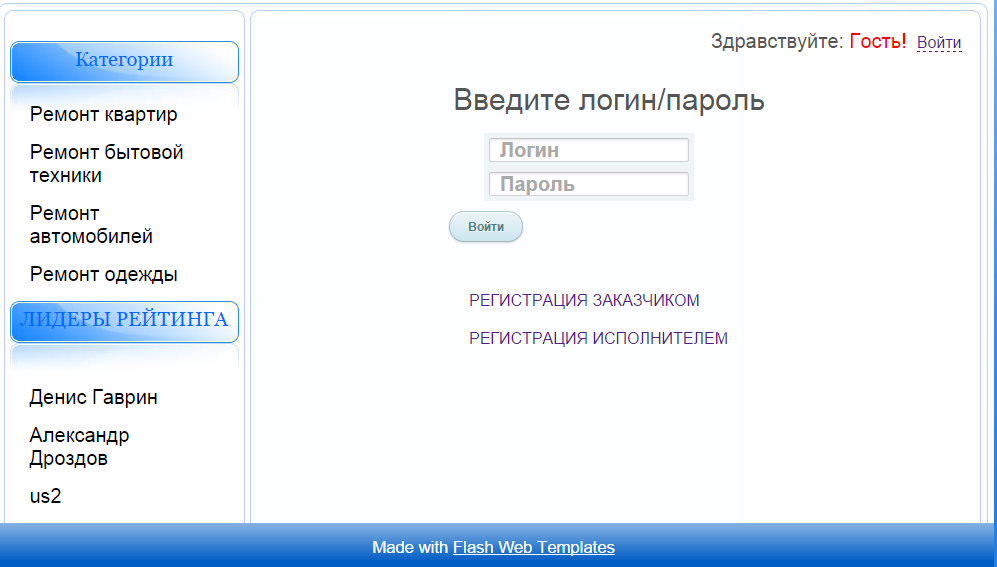 Здравствуйте: Гость! Войти
Категории
Ремонт квартир
Ремонт бытовой
техники
Ремонт
автомобилей
Ремонт одежды
ЛИДЕРЫ РЕЙТИНГА
Денис Гаврин
Александр
Дроздов
us2
Введите логин/пароль
Логин
Пароль
Войти
РЕГИСТРАЦИЯ ЗАКАЗЧИКОМ
РЕГИСТРАЦИЯ ИСПОЛНИТЕЛЕМ
Made with Flash Web Templates